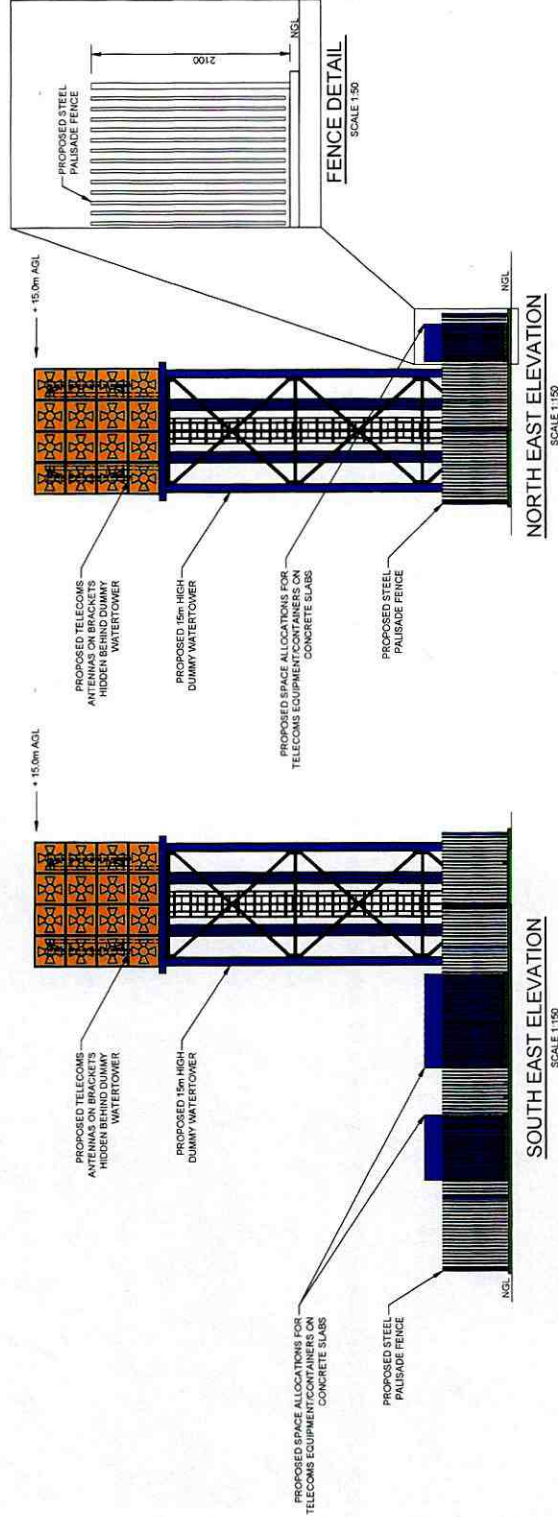 PROPOSED TELECOMS
ANTENNAS ON BRACKETS
HIDDEN BEHIND DUMMY
WATERTOWER
+ 15.0m AGL
PROPOSED 15m HIGH
DUMMY WATERTOWER
PROPOSED SPACE ALLOCATIONS FOR
TELECOMS EQUIPMENT/CONTAINERS ON
CONCRETE SLABS
PROPOSED STEEL
PALISADE FENCE
NGL
SOUTH EAST ELEVATION
SCALE 1:150
PROPOSED TELECOMS
ANTENNAS ON BRACKETS
HIDDEN BEHIND DUMMY
WATERTOWER
+ 15.0m AGL
PROPOSED 15m HIGH
DUMMY WATERTOWER
PROPOSED SPACE ALLOCATIONS FOR
TELECOMS EQUIPMENT/CONTAINERS ON
CONCRETE SLABS
PROPOSED STEEL
PALISADE FENCE
NGL
NORTH EAST ELEVATION
SCALE 1:150
PROPOSED STEEL
PALISADE FENCE
2100
NGL
FENCE DETAIL
SCALE 1:50